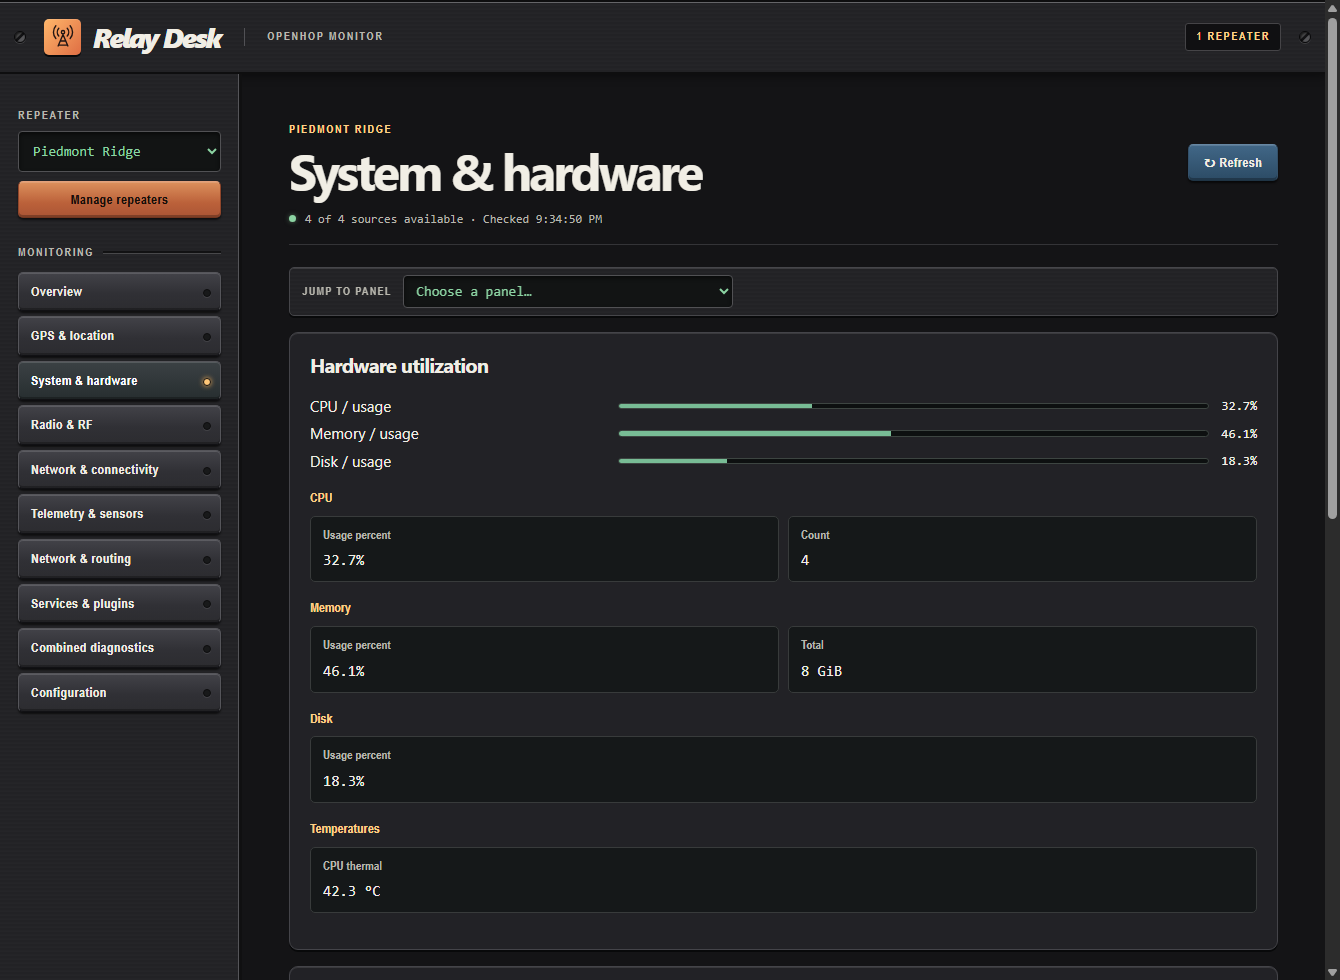 Relay Desk
OPENHOP MONITOR
1 REPEATER
REPEATER
Piedmont Ridge
Manage repeaters
MONITORING
Overview
GPS & location
System & hardware
Radio & RF
Network & connectivity
Telemetry & sensors
Network & routing
Services & plugins
Combined diagnostics
Configuration
PIEDMONT RIDGE
System & hardware
↻ Refresh
4 of 4 sources available · Checked 9:34:50 PM
JUMP TO PANEL
Choose a panel…
Hardware utilization
CPU / usage 32.7%
Memory / usage 46.1%
Disk / usage 18.3%
CPU
Usage percent
32.7%
Count
4
Memory
Usage percent
46.1%
Total
8 GiB
Disk
Usage percent
18.3%
Temperatures
CPU thermal
42.3 °C